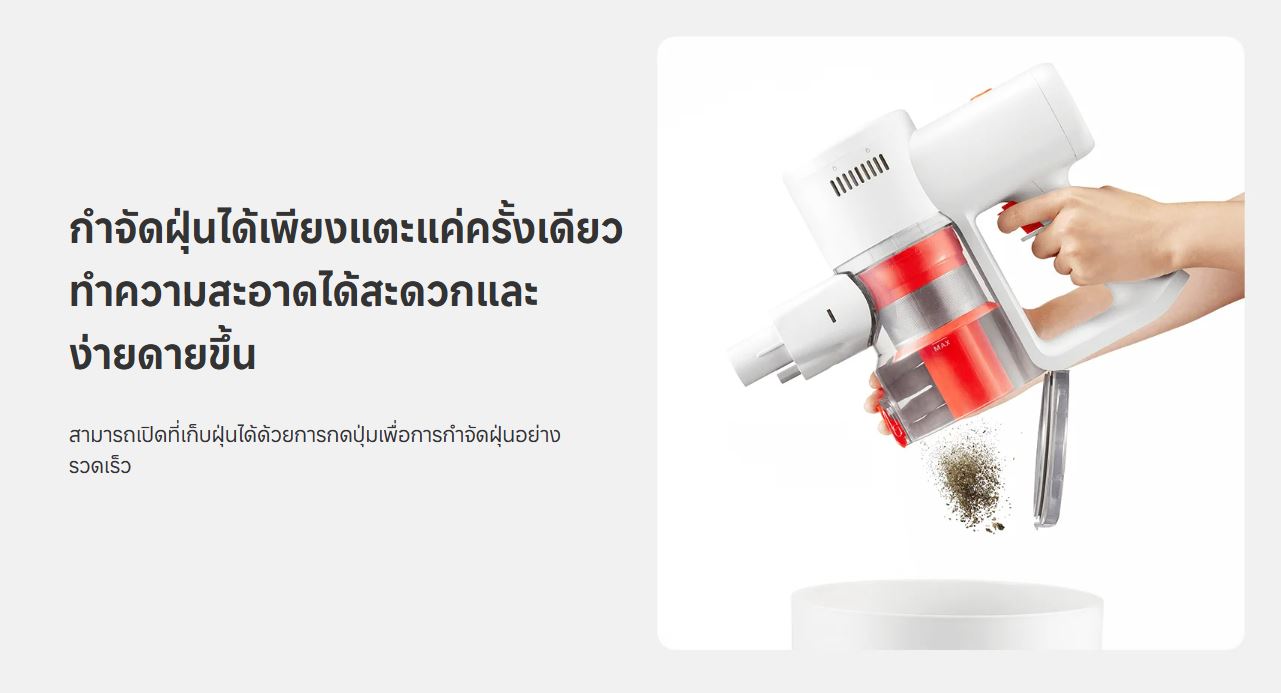 กำจัดฝุ่นได้เพียงแตะแค่ครั้งเดียว
ทำความสะอาดได้สะดวกและ
ง่ายดายขึ้น
สามารถเปิดที่เก็บฝุ่นได้ด้วยการกดปุ่มเพื่อการกำจัดฝุ่นอย่าง
รวดเร็ว
MAX